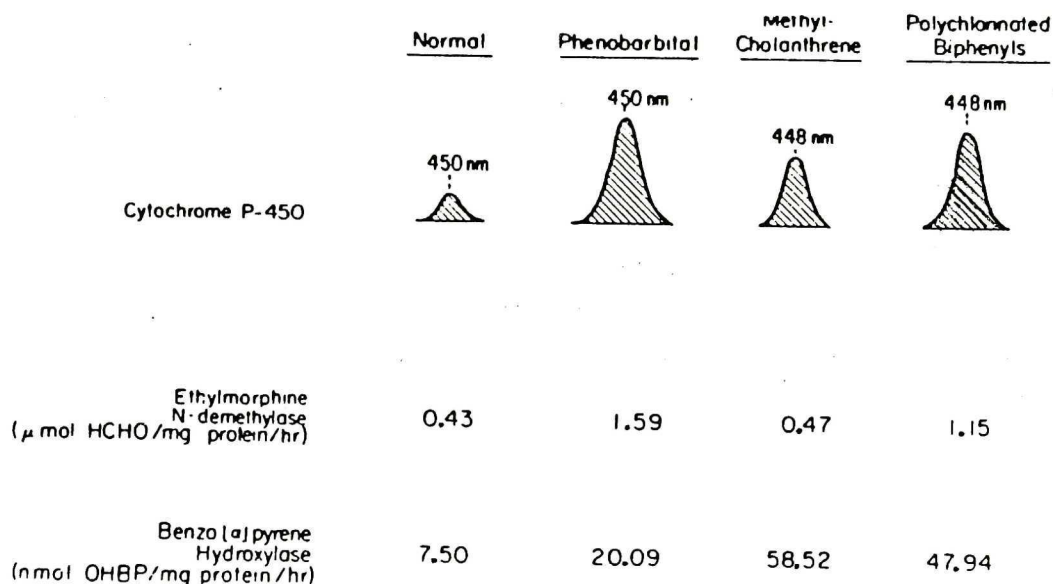 Methyl- Polychlorinated
Normal Phenobarbital Cholanthrene Biphenyls
450 nm 450 nm 448 nm 448 nm
Cytochrome P-450
Ethylmorphine
N-demethylase
(μmol HCHO/mg protein/hr) 0.43 1.59 0.47 1.15
Benzo[a]pyrene
Hydroxylase
(nmol OHBP/mg protein/hr) 7.50 20.09 58.52 47.94